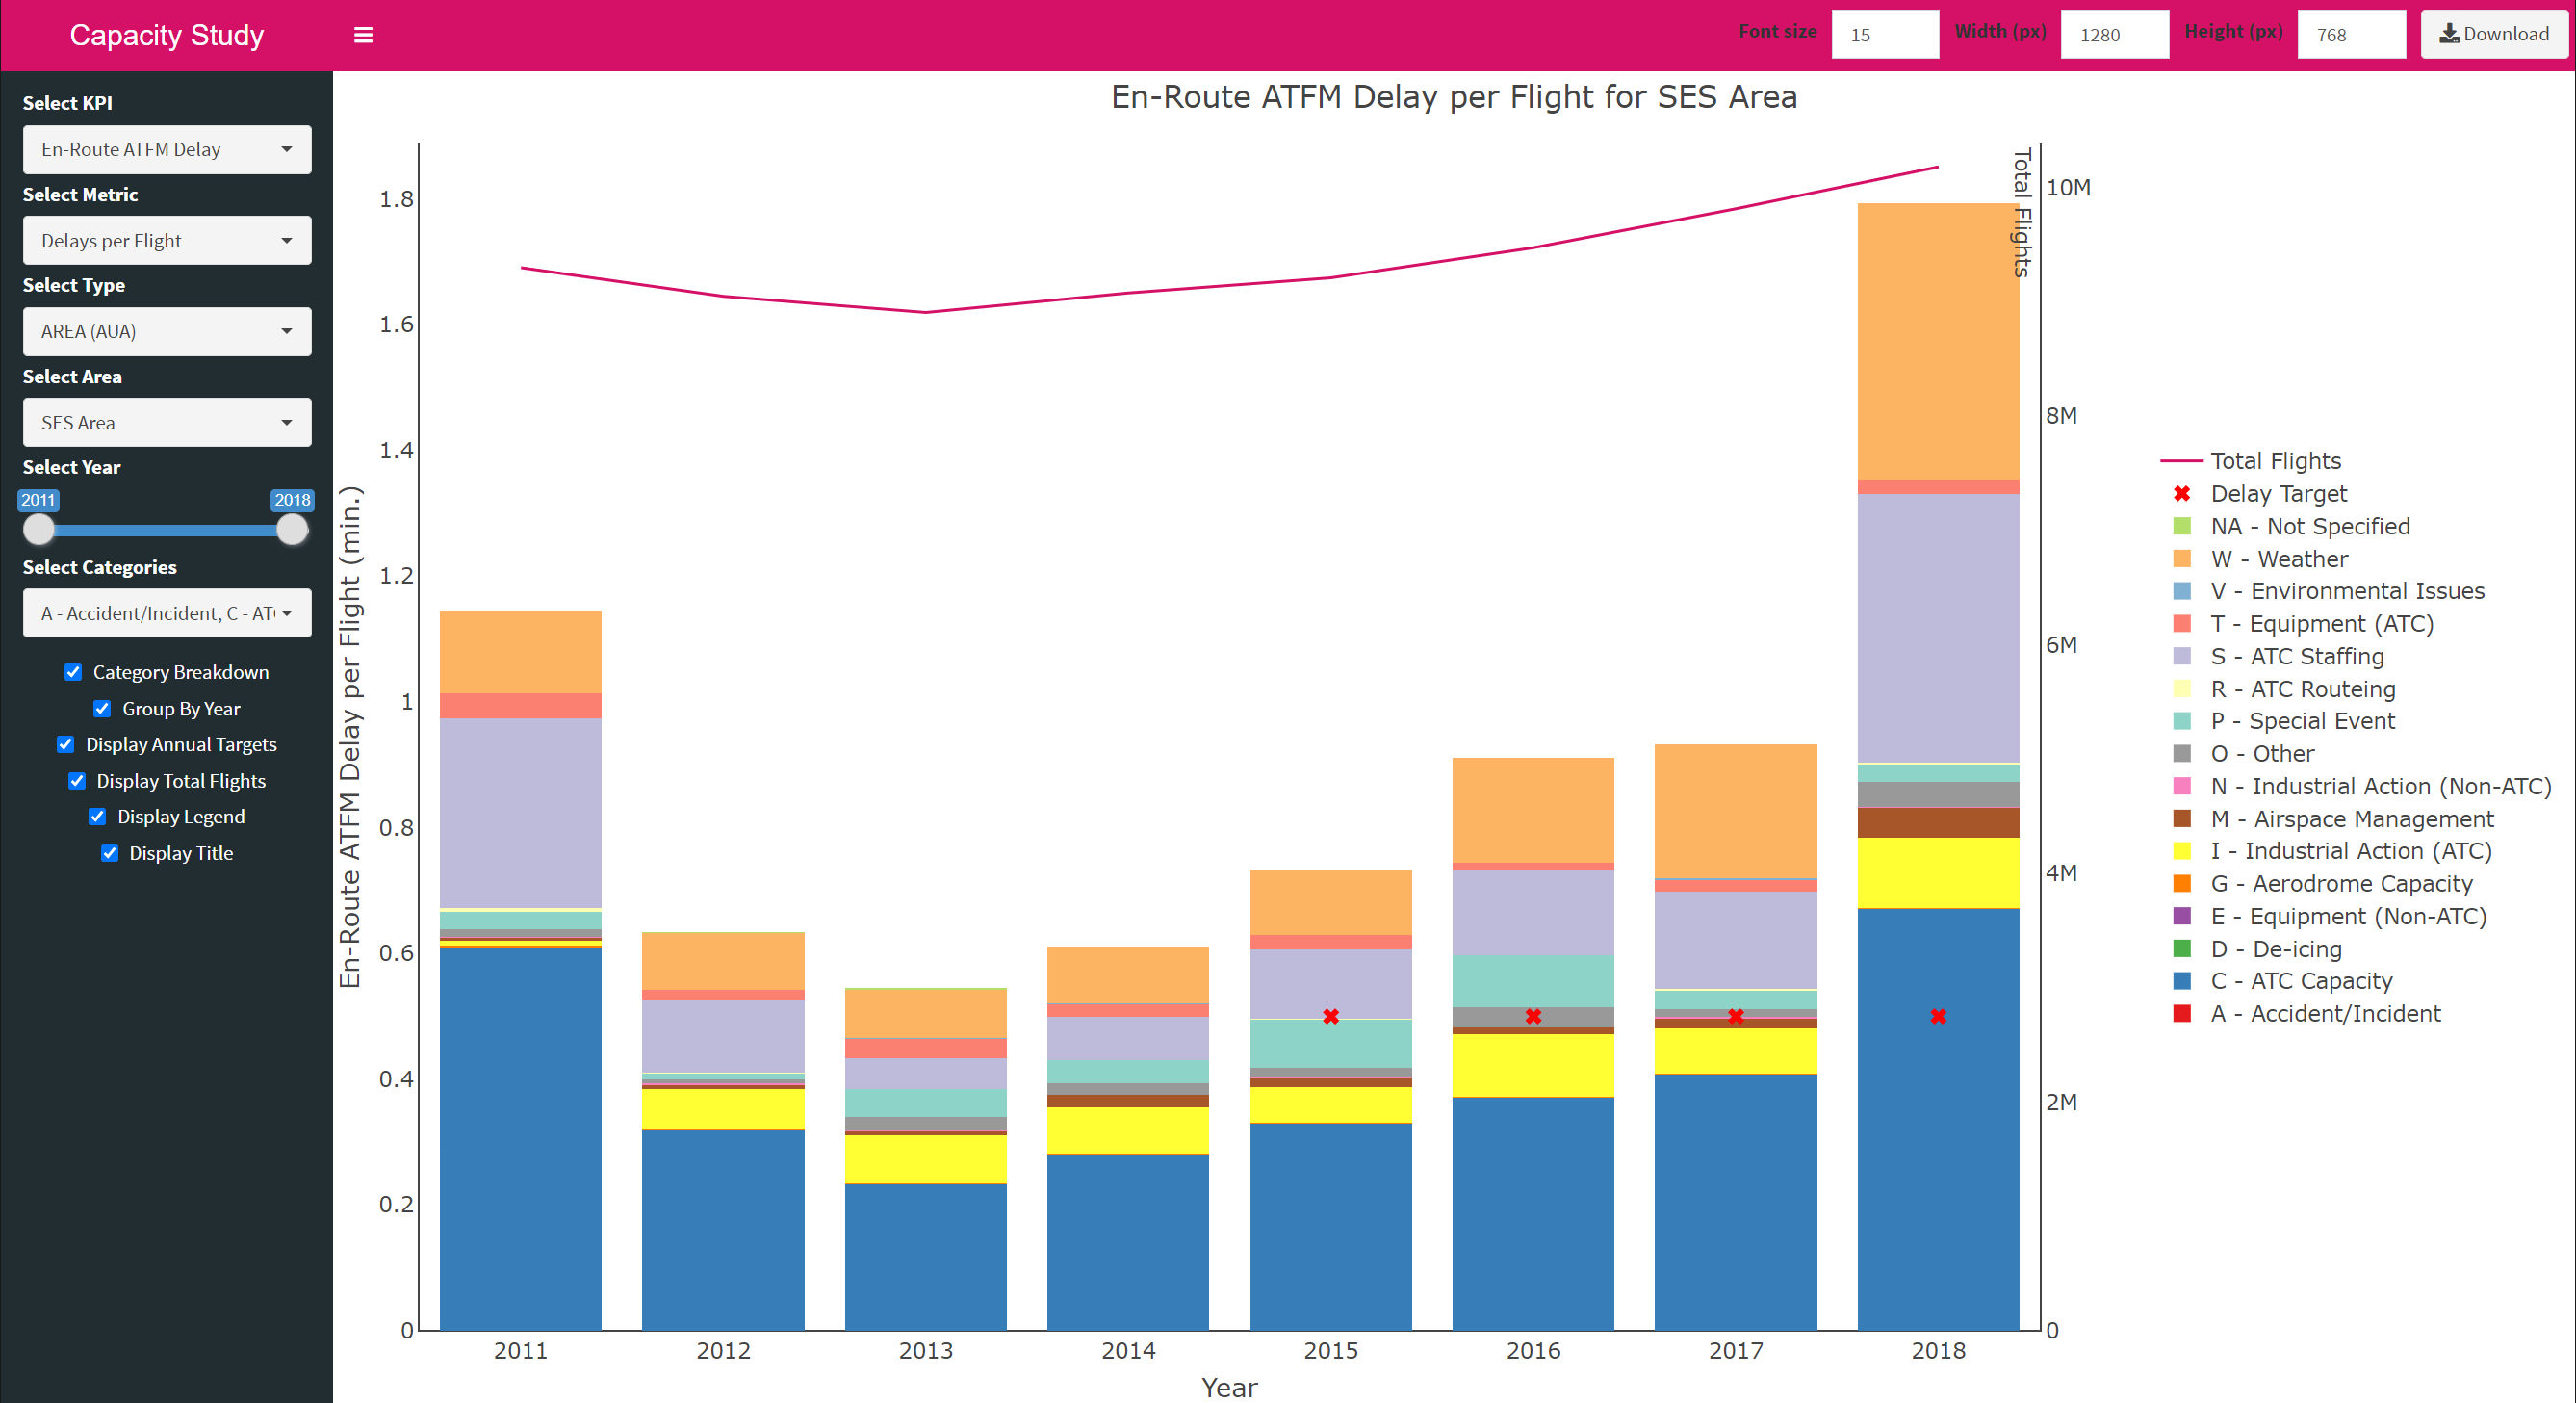 Capacity Study
Font size 15 Width (px) 1280 Height (px) 768 Download
Select KPI
En-Route ATFM Delay
Select Metric
Delays per Flight
Select Type
AREA (AUA)
Select Area
SES Area
Select Year
2011 2018
Select Categories
A - Accident/Incident, C - AT
Category Breakdown
Group By Year
Display Annual Targets
Display Total Flights
Display Legend
Display Title
En-Route ATFM Delay per Flight for SES Area
En-Route ATFM Delay per Flight (min.)
1.8
1.6
1.4
1.2
1
0.8
0.6
0.4
0.2
0
2011 2012 2013 2014 2015 2016 2017 2018
Year
Total Flights
10M
8M
6M
4M
2M
0
Total Flights
Delay Target
NA - Not Specified
W - Weather
V - Environmental Issues
T - Equipment (ATC)
S - ATC Staffing
R - ATC Routeing
P - Special Event
O - Other
N - Industrial Action (Non-ATC)
M - Airspace Management
I - Industrial Action (ATC)
G - Aerodrome Capacity
E - Equipment (Non-ATC)
D - De-icing
C - ATC Capacity
A - Accident/Incident